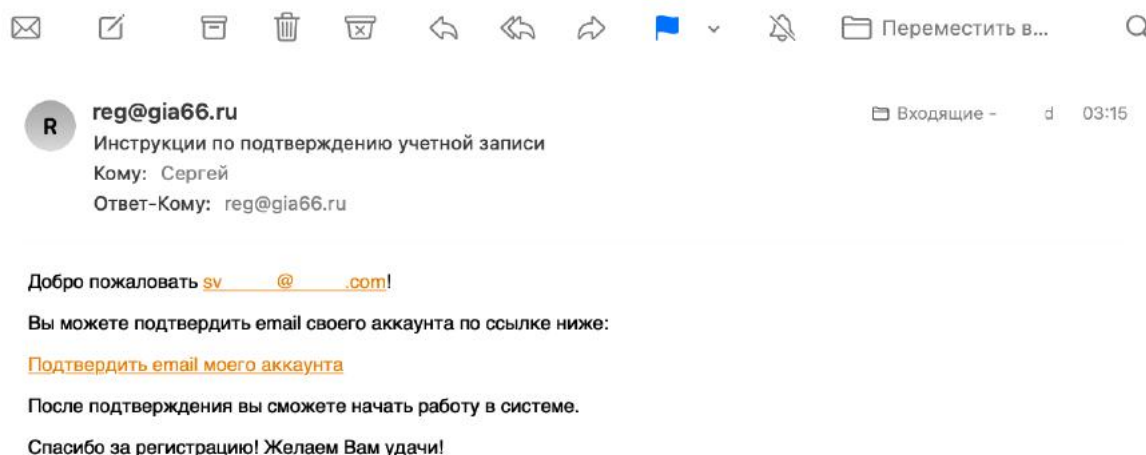 Переместить в...
R
reg@gia66.ru
Входящие - d 03:15
Инструкции по подтверждению учетной записи
Кому: Сергей
Ответ-Кому: reg@gia66.ru
Добро пожаловать sv @ .com!
Вы можете подтвердить email своего аккаунта по ссылке ниже:
Подтвердить email моего аккаунта
После подтверждения вы сможете начать работу в системе.
Спасибо за регистрацию! Желаем Вам удачи!